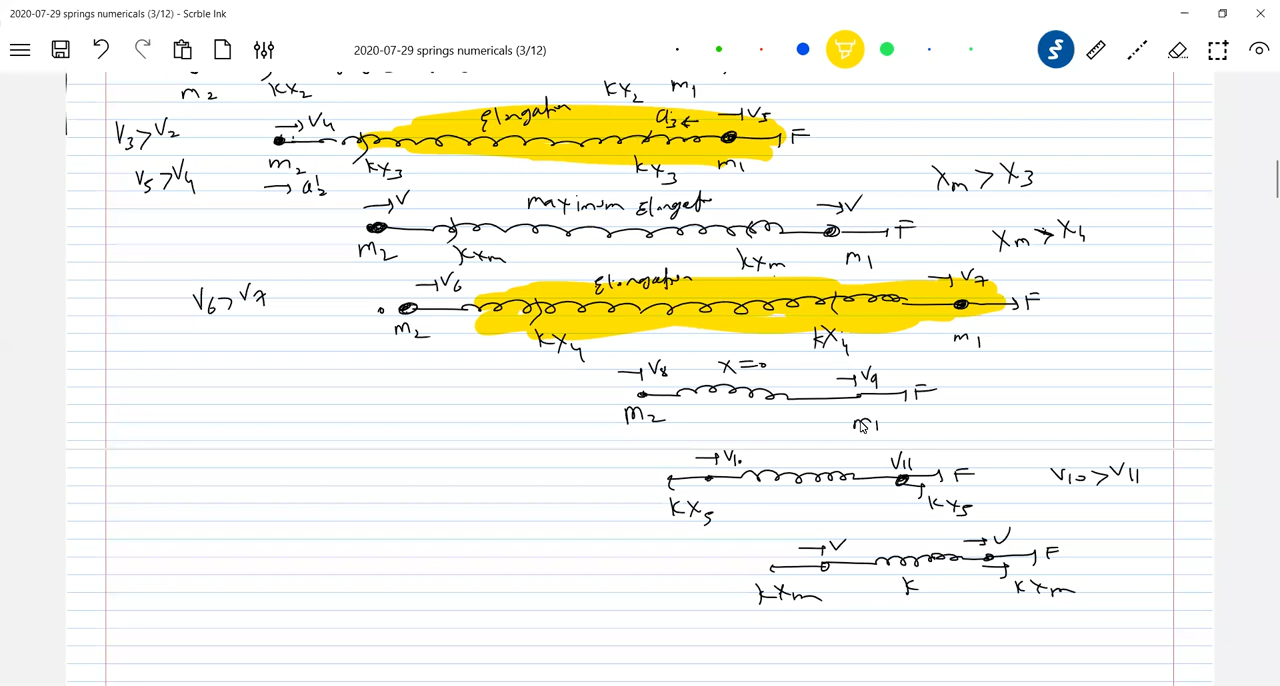 2020-07-29 springs numericals (3/12) - Scrble Ink
2020-07-29 springs numericals (3/12)
m2 kx2 kx2 m1
V3>V2 V4 Elongation a3 V5 F
m2 kx3 kx3 m1
V5>V4 a2'
Xm > X3
V maximum Elongat V F
m2 kxm kxm m1
Xm > X4
V6>V7 V6 Elongation V7 F
m2 kx4 kx4 m1
V8 x=0 V9 F
m2 m1
V10 V11 F V10>V11
kx5 kx5
V V F
kxm k kxm